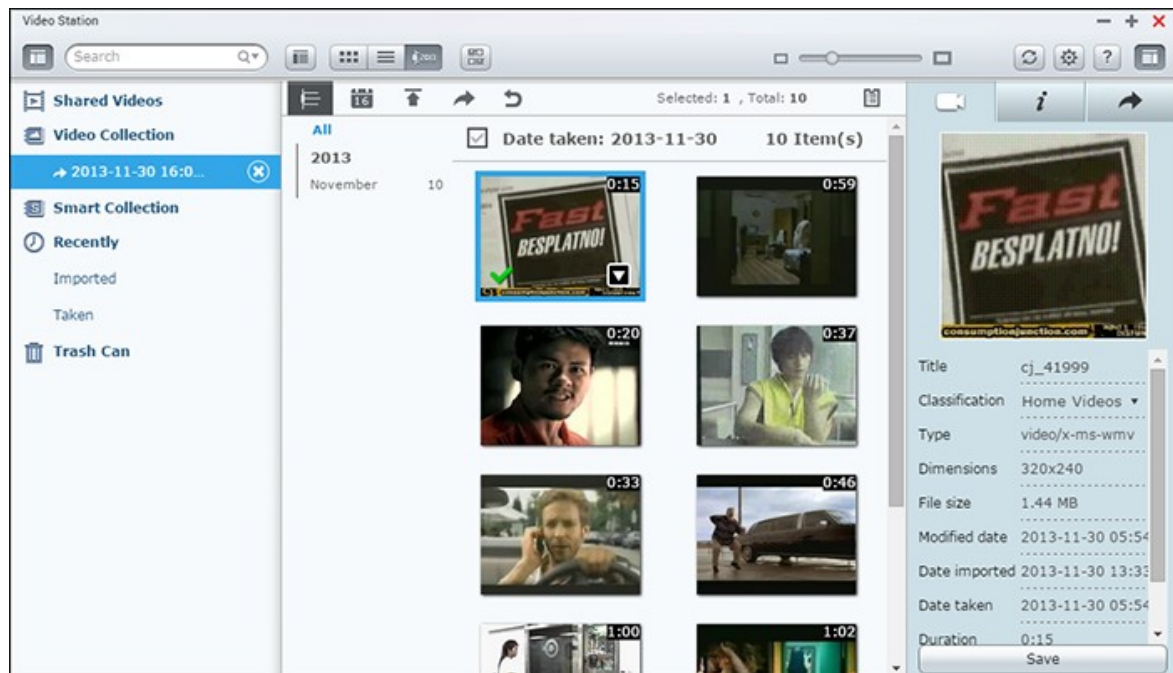 Video Station
Search
Shared Videos
Video Collection
2013-11-30 16:0...
Smart Collection
Recently
Imported
Taken
Trash Can
16
Selected: 1 , Total: 10
All
2013
November 10
Date taken: 2013-11-30 10 Item(s)
0:15
Fast
BESPLATNO!
consumptionjunction.com
0:59
0:20
0:37
0:33
0:46
1:00
1:02
?
i
Fast
BESPLATNO!
consumptionjunction.com
Title cj_41999
Classification Home Videos
Type video/x-ms-wmv
Dimensions 320x240
File size 1.44 MB
Modified date 2013-11-30 05:54
Date imported 2013-11-30 13:33
Date taken 2013-11-30 05:54
Duration 0:15
Save